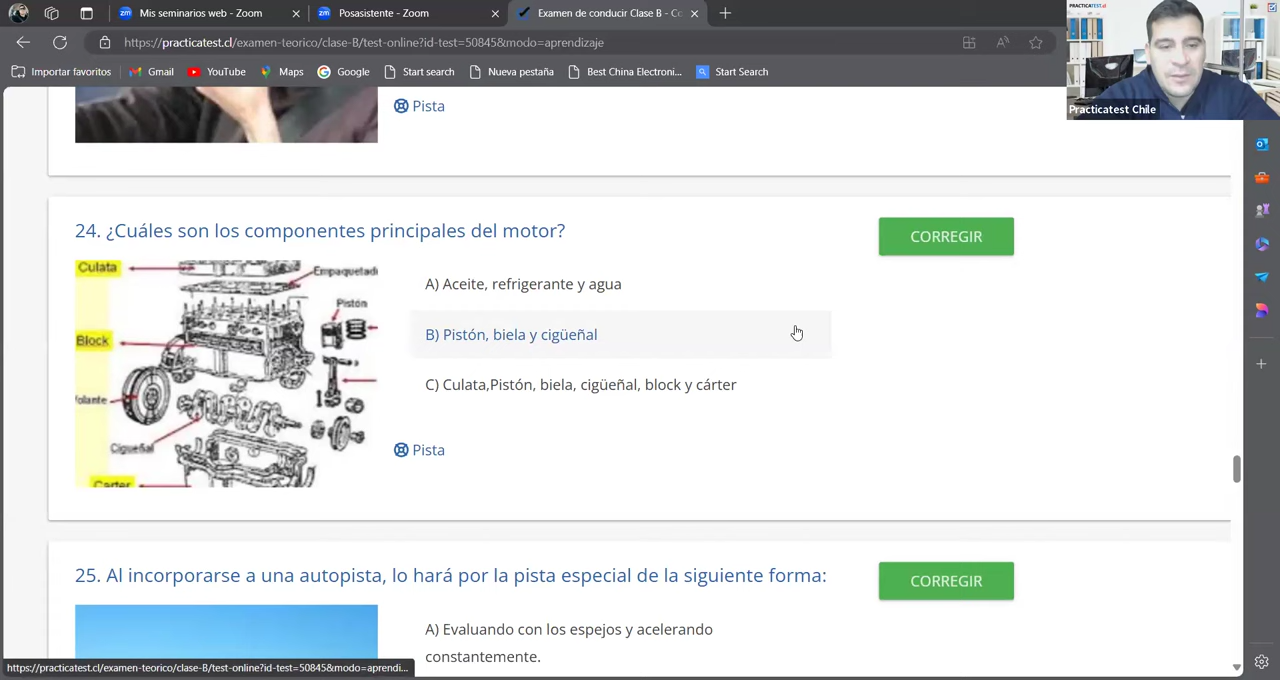 Mis seminarios web - Zoom
Posasistente - Zoom
Examen de conducir Clase B - Co
https://practicatest.cl/examen-teorico/clase-B/test-online?id-test=50845&modo=aprendizaje
Importar favoritos
Gmail
YouTube
Maps
Google
Start search
Nueva pestaña
Best China Electroni...
Start Search
PRACTICATEST.cl
Practicatest Chile
Pista
24. ¿Cuáles son los componentes principales del motor?
CORREGIR
Culata
Empaquetad
Pistón
Block
Volante
Cigueñal
Carter
A) Aceite, refrigerante y agua
B) Pistón, biela y cigüeñal
C) Culata,Pistón, biela, cigüeñal, block y cárter
Pista
25. Al incorporarse a una autopista, lo hará por la pista especial de la siguiente forma:
CORREGIR
A) Evaluando con los espejos y acelerando
constantemente.
https://practicatest.cl/examen-teorico/clase-B/test-online?id-test=50845&modo=aprendi...